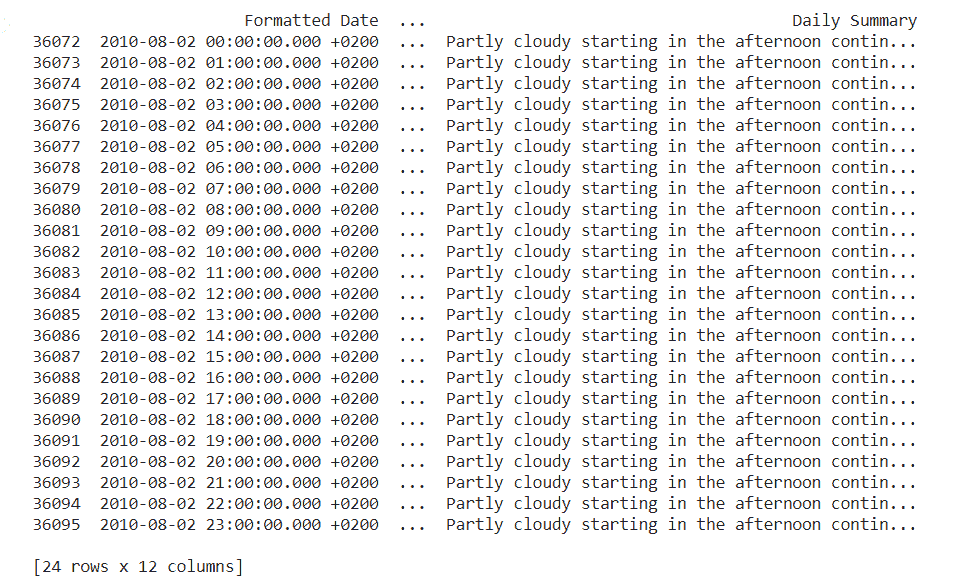 Formatted Date ... Daily Summary
36072 2010-08-02 00:00:00.000 +0200 ... Partly cloudy starting in the afternoon contin...
36073 2010-08-02 01:00:00.000 +0200 ... Partly cloudy starting in the afternoon contin...
36074 2010-08-02 02:00:00.000 +0200 ... Partly cloudy starting in the afternoon contin...
36075 2010-08-02 03:00:00.000 +0200 ... Partly cloudy starting in the afternoon contin...
36076 2010-08-02 04:00:00.000 +0200 ... Partly cloudy starting in the afternoon contin...
36077 2010-08-02 05:00:00.000 +0200 ... Partly cloudy starting in the afternoon contin...
36078 2010-08-02 06:00:00.000 +0200 ... Partly cloudy starting in the afternoon contin...
36079 2010-08-02 07:00:00.000 +0200 ... Partly cloudy starting in the afternoon contin...
36080 2010-08-02 08:00:00.000 +0200 ... Partly cloudy starting in the afternoon contin...
36081 2010-08-02 09:00:00.000 +0200 ... Partly cloudy starting in the afternoon contin...
36082 2010-08-02 10:00:00.000 +0200 ... Partly cloudy starting in the afternoon contin...
36083 2010-08-02 11:00:00.000 +0200 ... Partly cloudy starting in the afternoon contin...
36084 2010-08-02 12:00:00.000 +0200 ... Partly cloudy starting in the afternoon contin...
36085 2010-08-02 13:00:00.000 +0200 ... Partly cloudy starting in the afternoon contin...
36086 2010-08-02 14:00:00.000 +0200 ... Partly cloudy starting in the afternoon contin...
36087 2010-08-02 15:00:00.000 +0200 ... Partly cloudy starting in the afternoon contin...
36088 2010-08-02 16:00:00.000 +0200 ... Partly cloudy starting in the afternoon contin...
36089 2010-08-02 17:00:00.000 +0200 ... Partly cloudy starting in the afternoon contin...
36090 2010-08-02 18:00:00.000 +0200 ... Partly cloudy starting in the afternoon contin...
36091 2010-08-02 19:00:00.000 +0200 ... Partly cloudy starting in the afternoon contin...
36092 2010-08-02 20:00:00.000 +0200 ... Partly cloudy starting in the afternoon contin...
36093 2010-08-02 21:00:00.000 +0200 ... Partly cloudy starting in the afternoon contin...
36094 2010-08-02 22:00:00.000 +0200 ... Partly cloudy starting in the afternoon contin...
36095 2010-08-02 23:00:00.000 +0200 ... Partly cloudy starting in the afternoon contin...
[24 rows x 12 columns]